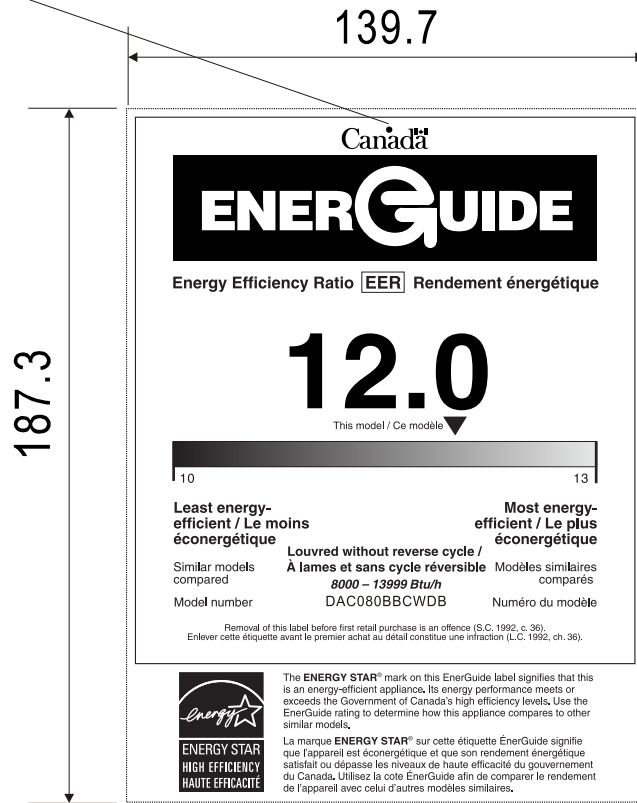 139.7
187.3
Canada
ENERGUIDE
Energy Efficiency Ratio EER Rendement énergétique
12.0
This model / Ce modèle
10 13
Least energy-
efficient / Le moins
éconergétique
Most energy-
efficient / Le plus
éconergétique
Similar models
compared
Louvred without reverse cycle /
À lames et sans cycle réversible
8000 – 13999 Btu/h
Modèles similaires
comparés
Model number DAC080BBCWDB Numéro du modèle
Removal of this label before first retail purchase is an offence (S.C. 1992, c. 36).
Enlever cette étiquette avant le premier achat au détail constitue une infraction (L.C. 1992, ch. 36).
energy
ENERGY STAR
HIGH EFFICIENCY
HAUTE EFFICACITÉ
The ENERGY STAR® mark on this EnerGuide label signifies that this
is an energy-efficient appliance. Its energy performance meets or
exceeds the Government of Canada's high efficiency levels. Use the
EnerGuide rating to determine how this appliance compares to other
similar models.
La marque ENERGY STAR® sur cette étiquette ÉnerGuide signifie
que l'appareil est éconergétique et que son rendement énergétique
satisfait ou dépasse les niveaux de haute efficacité du gouvernement
du Canada. Utilisez la cote ÉnerGuide afin de comparer le rendement
de l'appareil avec celui d'autres modèles similaires.